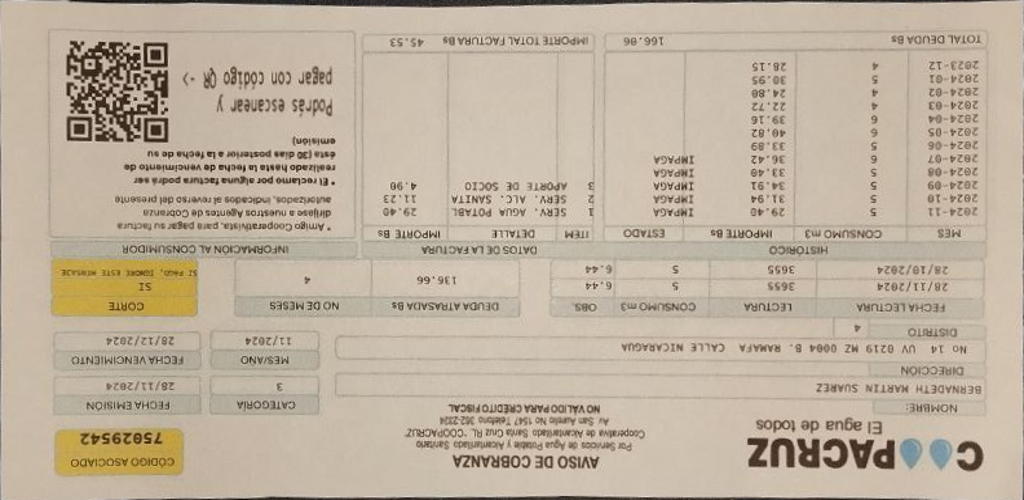 COOPACRUZ
El agua de todos
AVISO DE COBRANZA
Por Servicios de Agua Potable y Alcantarillado Sanitario
Cooperativa de Alcantarillado Santa Cruz RL. "COOPACRUZ"
Av. San Aurelio No 1547 Telefono 362-2324
NO VÁLIDO PARA CRÉDITO FISCAL
CÓDIGO ASOCIADO
75029542
NOMBRE:
BERNADETH MARTIN SUAREZ
CATEGORÍA
3
FECHA EMISIÓN
28/11/2024
DIRECCIÓN
No 14 UV 0219 MZ 0004 B. RAMAFA CALLE NICARAGUA
MES/AÑO
11/2024
FECHA VENCIMIENTO
28/12/2024
DISTRITO
4
FECHA LECTURA LECTURA CONSUMO m3 OBS.
28/11/2024 3655 5 6.44
28/10/2024 3655 5 6.44
DEUDA ATRASADA Bs NO DE MESES
136.66 4
CORTE
SI
SI PAGO, IGNORE ESTE MENSAJE
HISTORICO
MES CONSUMO m3 IMPORTE Bs ESTADO
2024-11 5 29.40 IMPAGA
2024-10 5 31.94 IMPAGA
2024-09 5 34.91 IMPAGA
2024-08 5 33.40 IMPAGA
2024-07 6 36.42 IMPAGA
2024-06 5 33.89
2024-05 6 40.82
2024-04 6 39.16
2024-03 4 22.72
2024-02 4 24.80
2024-01 5 30.95
2023-12 4 28.15
TOTAL DEUDA Bs 166.06
DATOS DE LA FACTURA
ITEM DETALLE IMPORTE Bs
1 SERV. AGUA POTABL 29.40
2 SERV. ALC. SANITA 11.23
3 APORTE DE SOCIO 4.90
IMPORTE TOTAL FACTURA Bs 45.53
INFORMACIÓN AL CONSUMIDOR
* Amigo Cooperativista, para pagar su factura
diríjase a nuestros Agentes de Cobranza
autorizados, indicados al reverso del presente
* El reclamo por alguna factura podrá ser
realizado hasta la fecha de vencimiento de
ésta (30 días posterior a la fecha de su
emisión)
Podrás escanear y
pagar con código QR ->